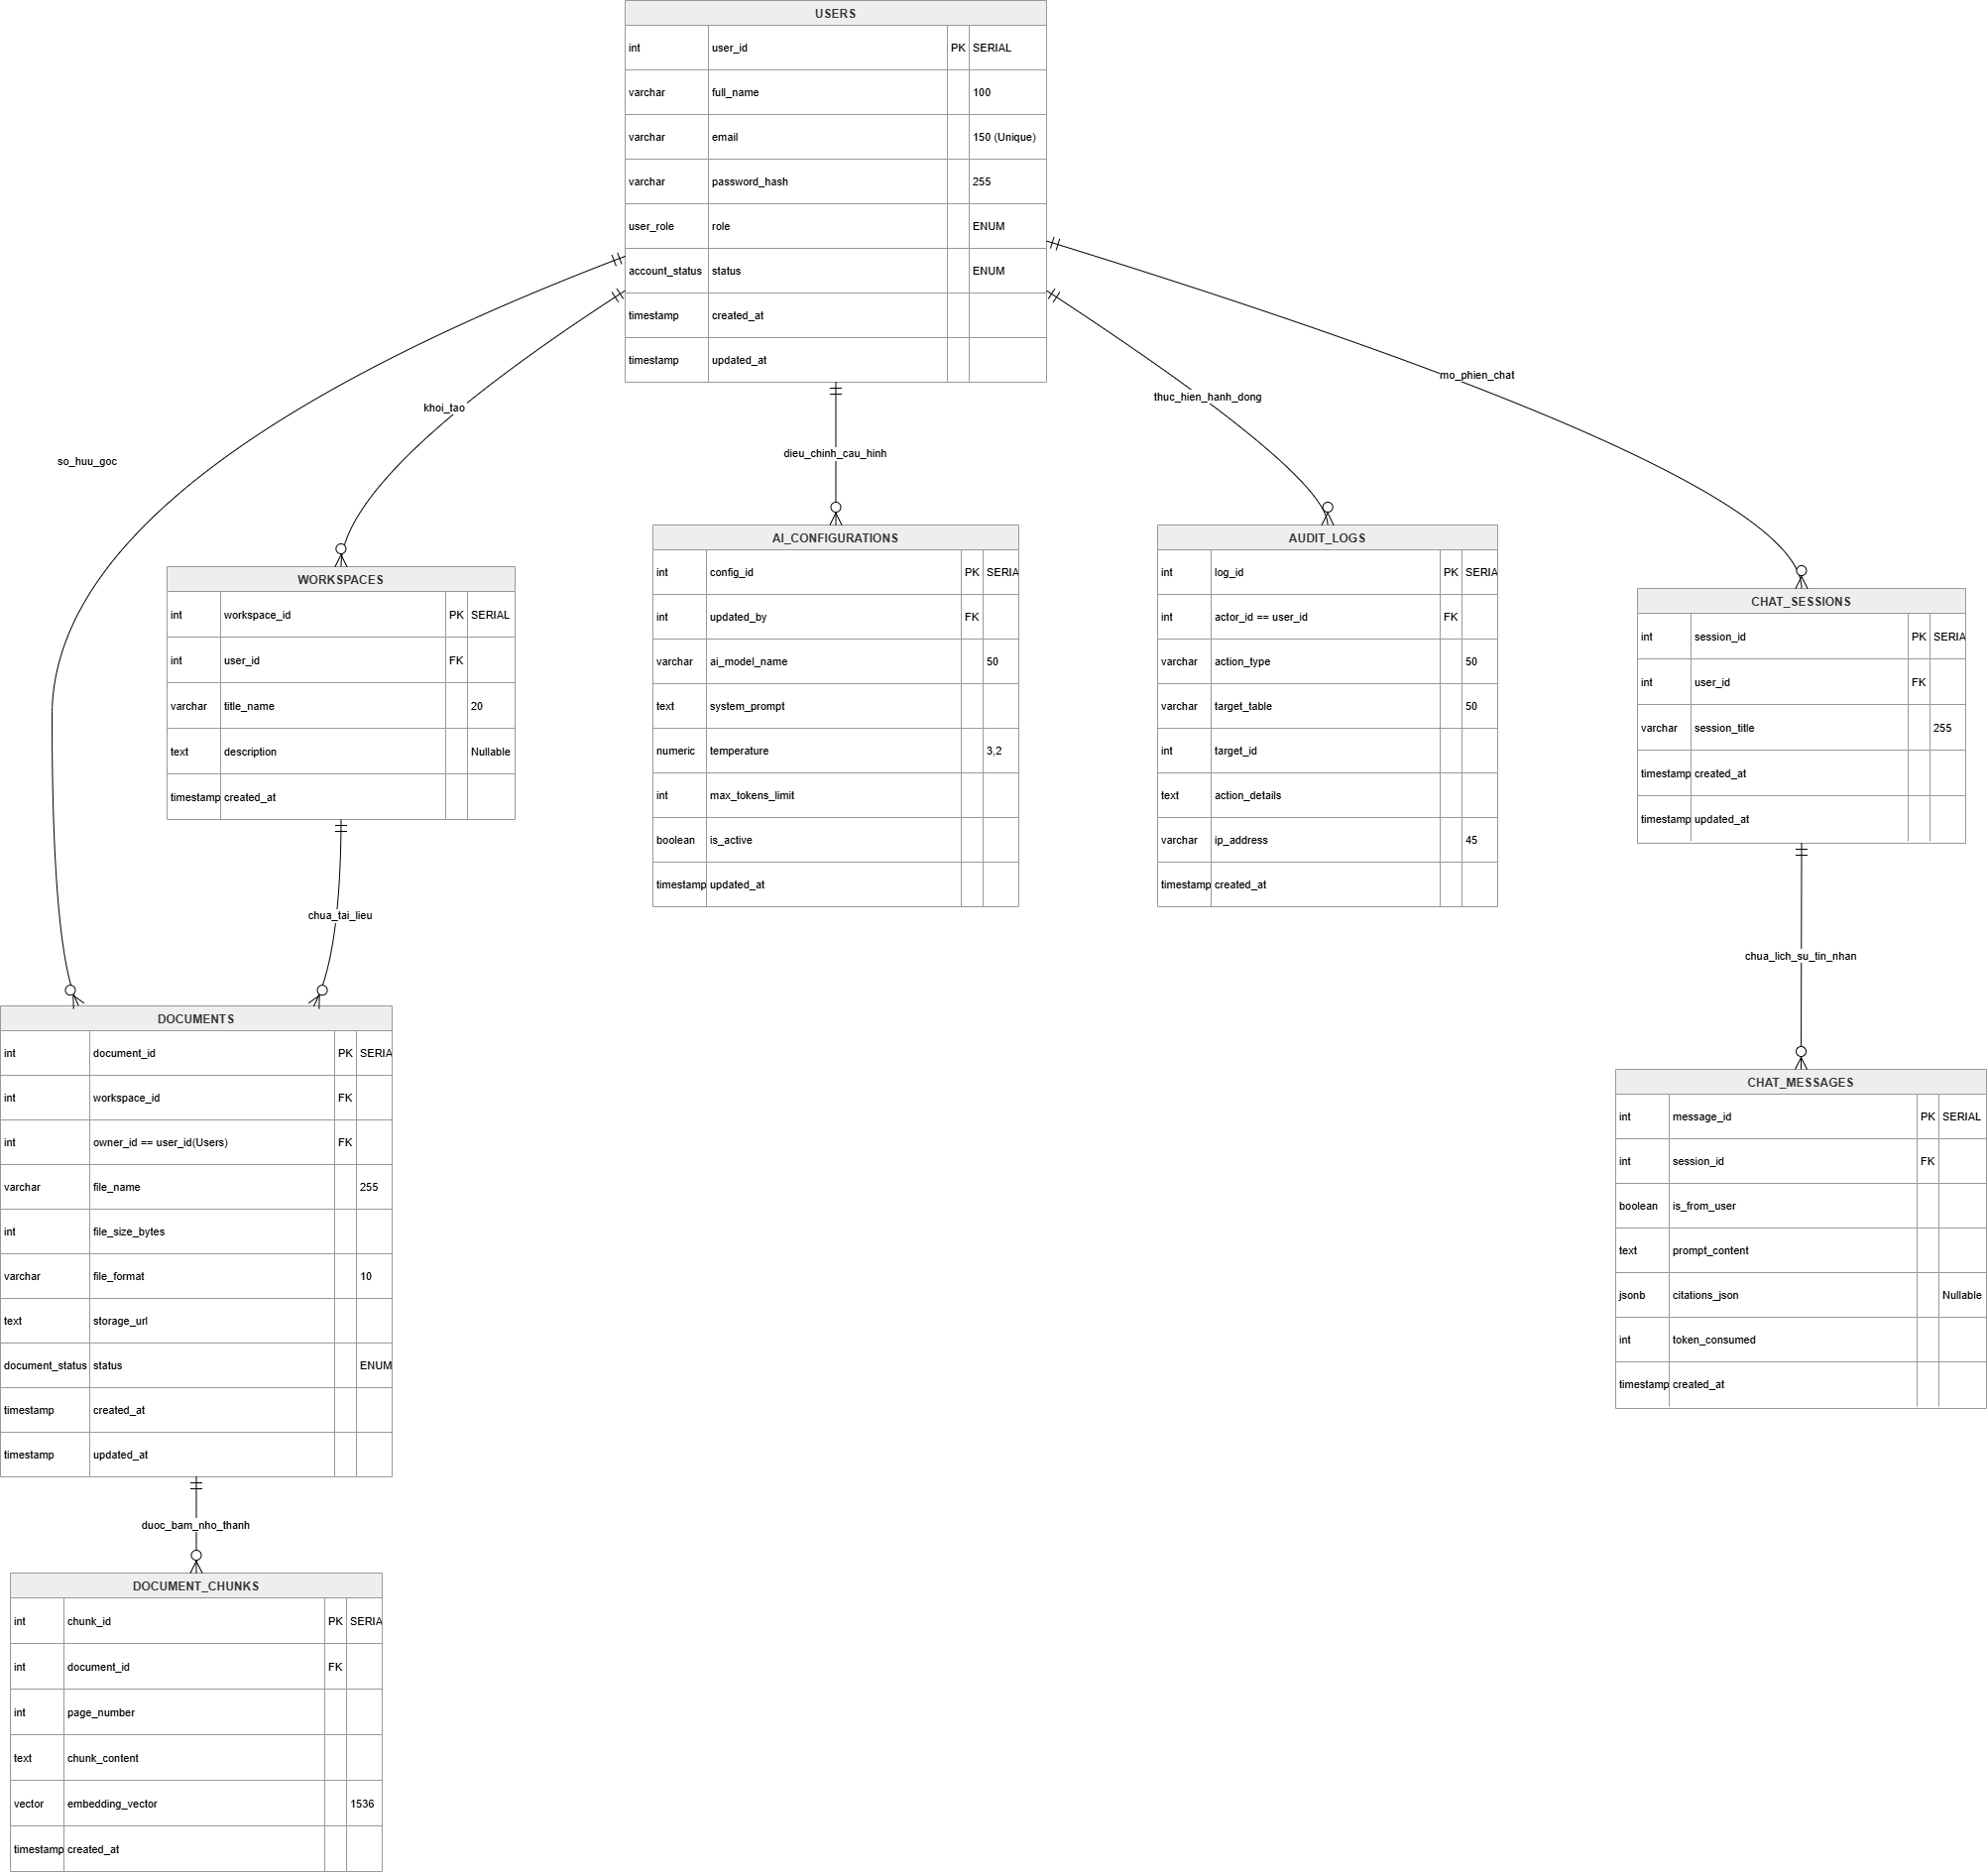 USERS
int user_id PK SERIAL
varchar full_name 100
varchar email 150 (Unique)
varchar password_hash 255
user_role role ENUM
account_status status ENUM
timestamp created_at
timestamp updated_at
so_huu_goc
khoi_tao
dieu_chinh_cau_hinh
thuc_hien_hanh_dong
mo_phien_chat
WORKSPACES
int workspace_id PK SERIAL
int user_id FK
varchar title_name 20
text description Nullable
timestamp created_at
AI_CONFIGURATIONS
int config_id PK SERIA
int updated_by FK
varchar ai_model_name 50
text system_prompt
numeric temperature 3,2
int max_tokens_limit
boolean is_active
timestamp updated_at
AUDIT_LOGS
int log_id PK SERIA
int actor_id == user_id FK
varchar action_type 50
varchar target_table 50
int target_id
text action_details
varchar ip_address 45
timestamp created_at
CHAT_SESSIONS
int session_id PK SERIA
int user_id FK
varchar session_title 255
timestamp created_at
timestamp updated_at
chua_tai_lieu
chua_lich_su_tin_nhan
DOCUMENTS
int document_id PK SERIA
int workspace_id FK
int owner_id == user_id(Users) FK
varchar file_name 255
int file_size_bytes
varchar file_format 10
text storage_url
document_status status ENUM
timestamp created_at
timestamp updated_at
CHAT_MESSAGES
int message_id PK SERIAL
int session_id FK
boolean is_from_user
text prompt_content
jsonb citations_json Nullable
int token_consumed
timestamp created_at
duoc_bam_nho_thanh
DOCUMENT_CHUNKS
int chunk_id PK SERIA
int document_id FK
int page_number
text chunk_content
vector embedding_vector 1536
timestamp created_at